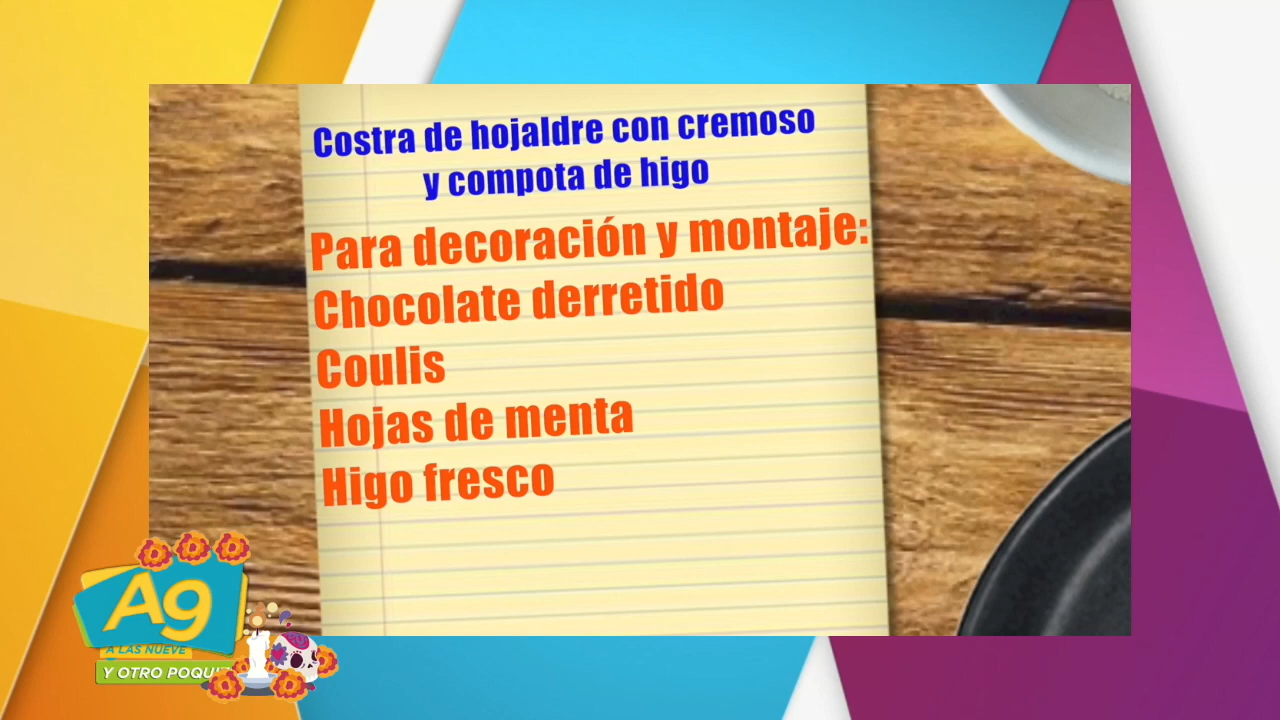 Costra de hojaldre con cremoso
y compota de higo
Para decoración y montaje:
Chocolate derretido
Coulis
Hojas de menta
Higo fresco
A9
A LAS NUEVE
Y OTRO